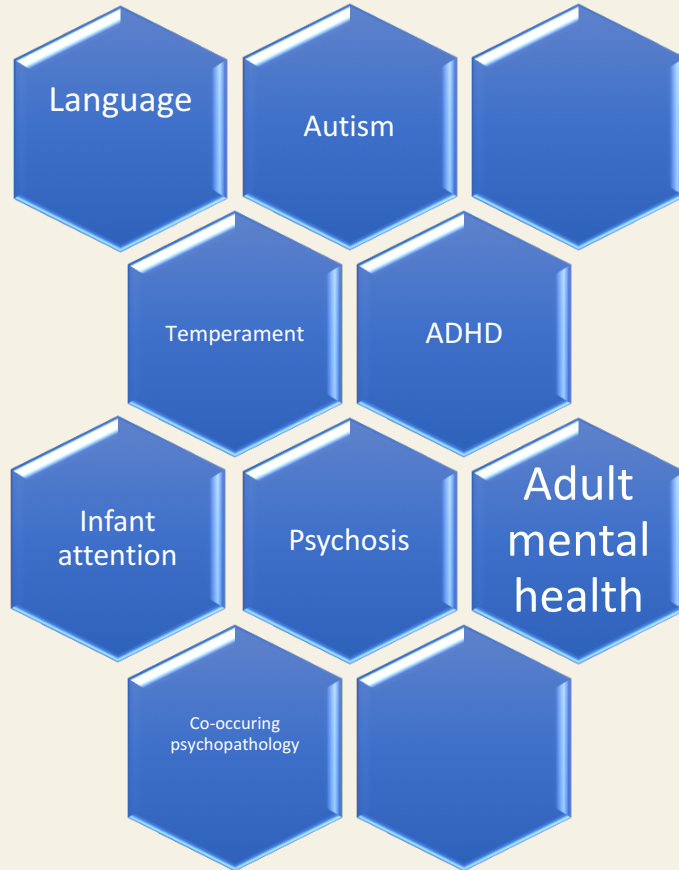 Language
Autism
Temperament
ADHD
Infant
attention
Psychosis
Adult
mental
health
Co-occuring
psychopathology